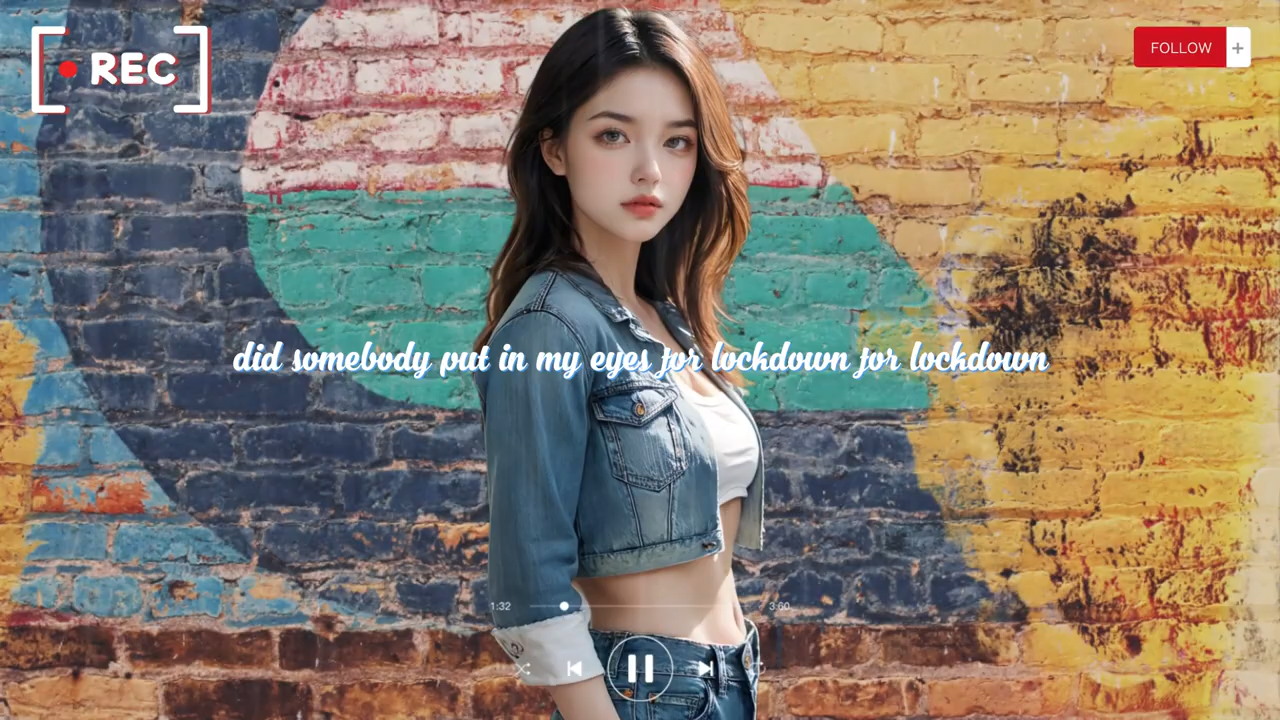 REC
FOLLOW +
did somebody put in my eyes for lockdown for lockdown
1:32 3:60